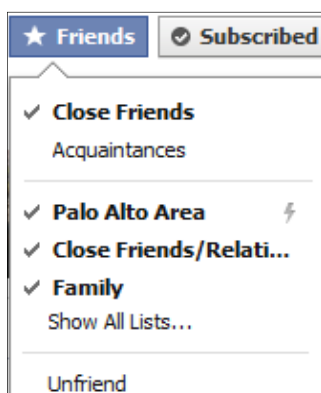 Friends Subscribed
Close Friends
Acquaintances
Palo Alto Area
Close Friends/Relati...
Family
Show All Lists...
Unfriend